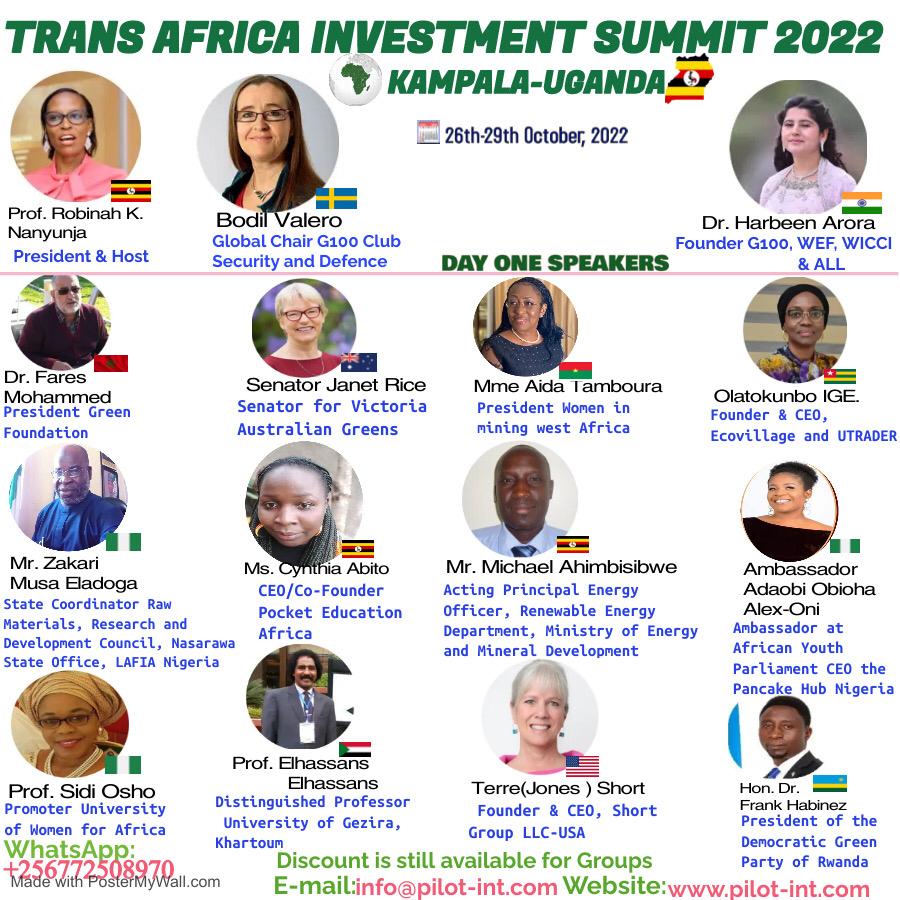 TRANS AFRICA INVESTMENT SUMMIT 2022
KAMPALA-UGANDA
26th-29th October, 2022
Prof. Robinah K.
Nanyunja
President & Host
Bodil Valero
Global Chair G100 Club
Security and Defence
Dr. Harbeen Arora
Founder G100, WEF, WICCI
& ALL
DAY ONE SPEAKERS
Dr. Fares
Mohammed
President Green
Foundation
Senator Janet Rice
Senator for Victoria
Australian Greens
Mme Aida Tamboura
President Women in
mining west Africa
Olatokunbo IGE.
Founder & CEO,
Ecovillage and UTRADER
Mr. Zakari
Musa Eladoga
State Coordinator Raw
Materials, Research and
Development Council, Nasarawa
State Office, LAFIA Nigeria
Ms. Cynthia Abito
CEO/Co-Founder
Pocket Education
Africa
Mr. Michael Ahimbisibwe
Acting Principal Energy
Officer, Renewable Energy
Department, Ministry of Energy
and Mineral Development
Ambassador
Adaobi Obioha
Alex-Oni
Ambassador at
African Youth
Parliament CEO the
Pancake Hub Nigeria
Prof. Sidi Osho
Promoter University
of Women for Africa
Prof. Elhassans
Elhassans
Distinguished Professor
University of Gezira,
Khartoum
Terre(Jones ) Short
Founder & CEO, Short
Group LLC-USA
Hon. Dr.
Frank Habinez
President of the
Democratic Green
Party of Rwanda
WhatsApp:
+256772508970
Made with PosterMyWall.com
Discount is still available for Groups
E-mail:info@pilot-int.com Website:www.pilot-int.com